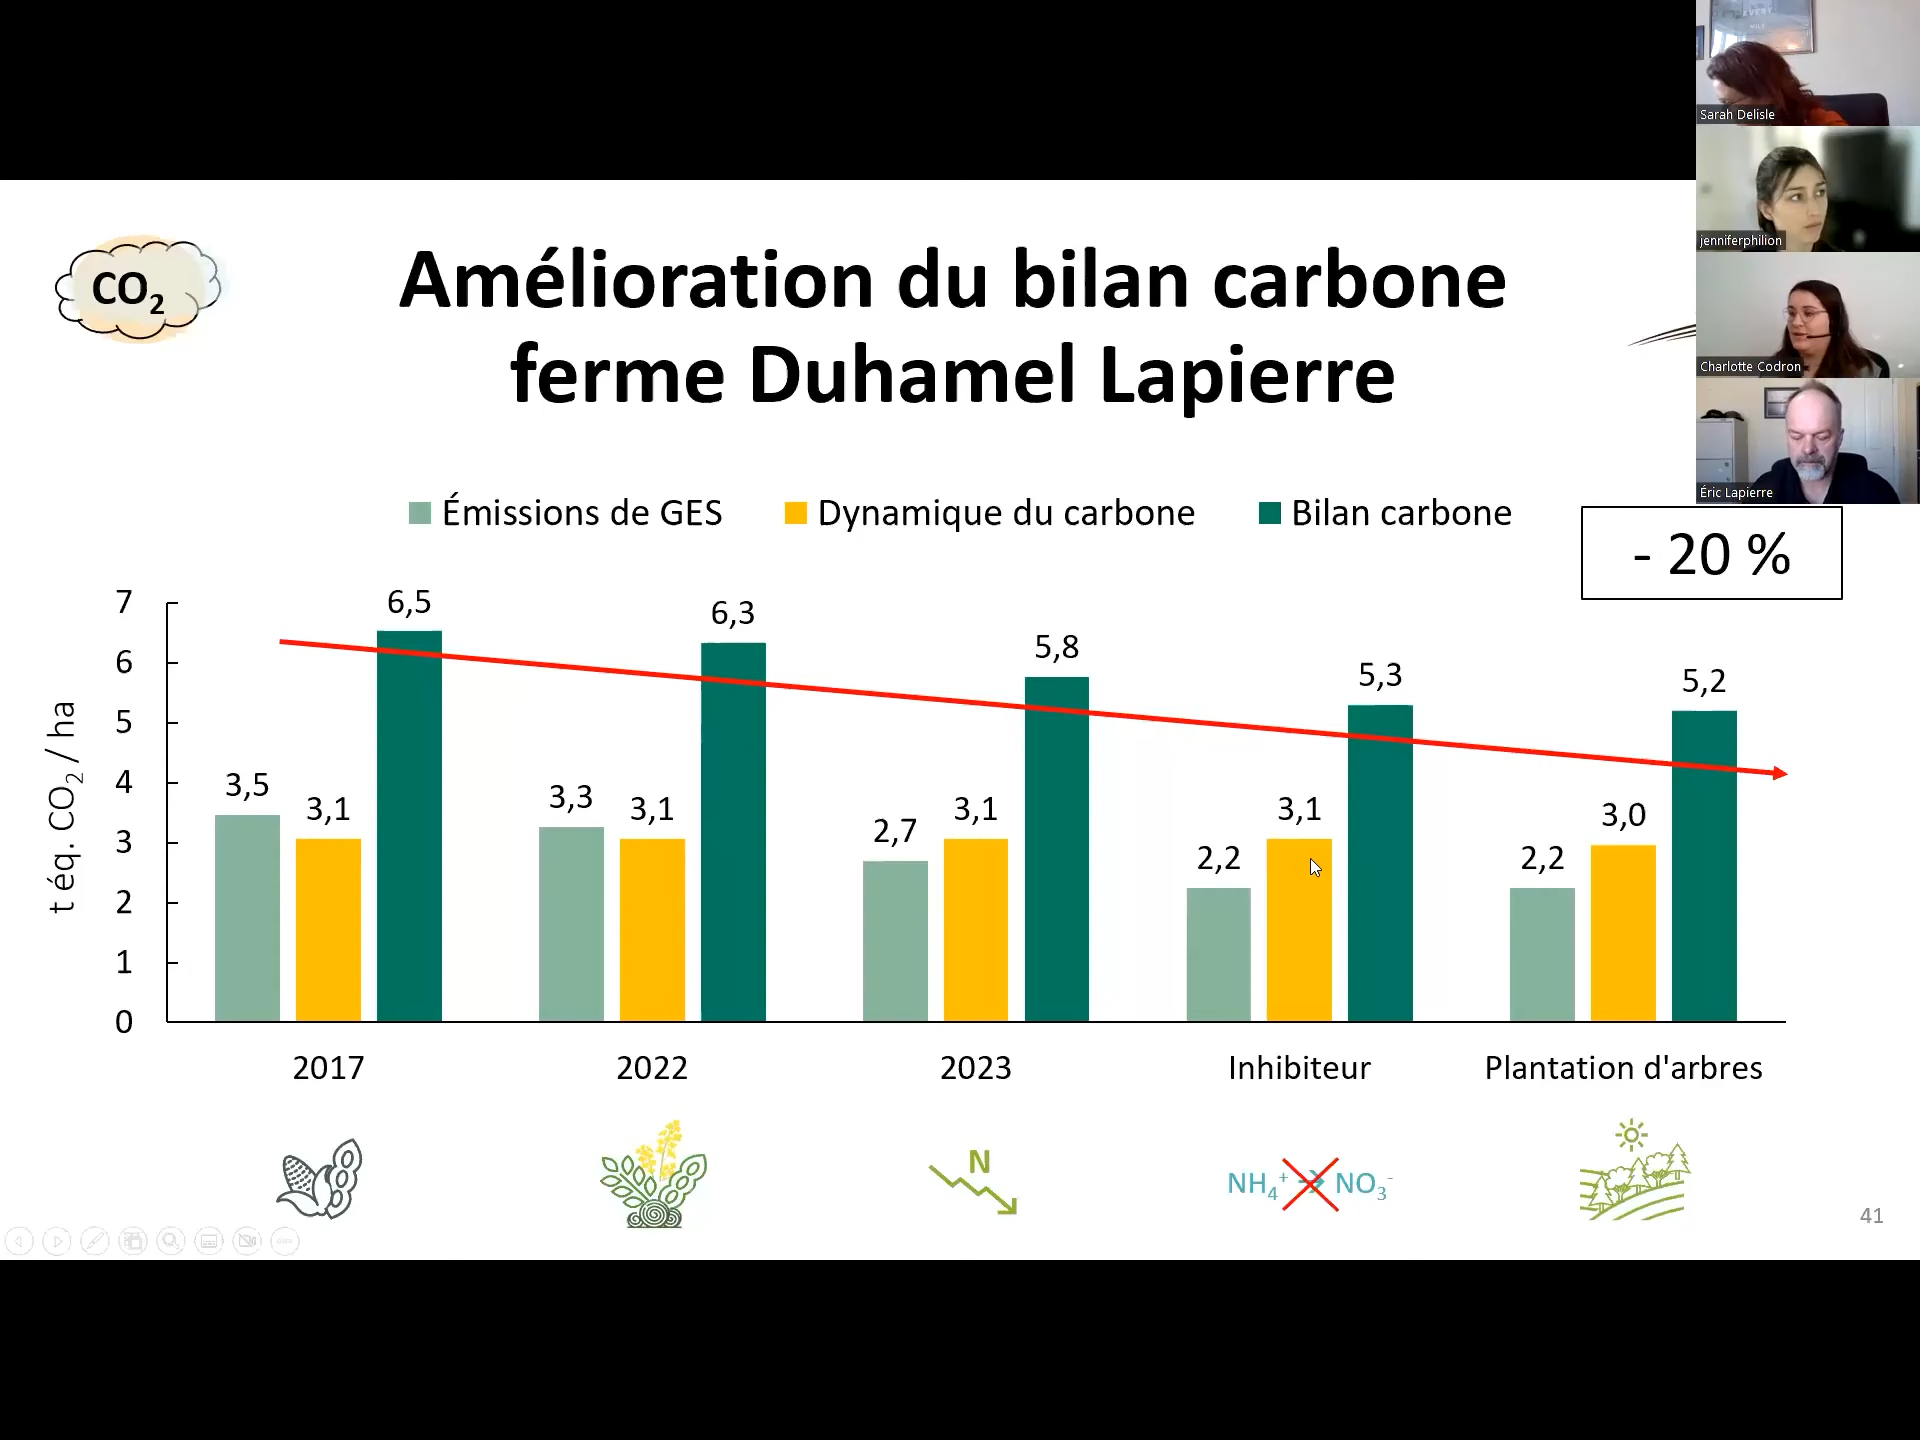 Sarah Delisle
jenniferphilion
Charlotte Codron
Éric Lapierre
CO₂
Amélioration du bilan carbone
ferme Duhamel Lapierre
Émissions de GES
Dynamique du carbone
Bilan carbone
- 20 %
t éq. CO₂ / ha
7
6
5
4
3
2
1
0
3,5
3,1
6,5
3,3
3,1
6,3
2,7
3,1
5,8
2,2
3,1
5,3
2,2
3,0
5,2
2017
2022
2023
Inhibiteur
Plantation d'arbres
N
NH₄⁺ → NO₃⁻
41